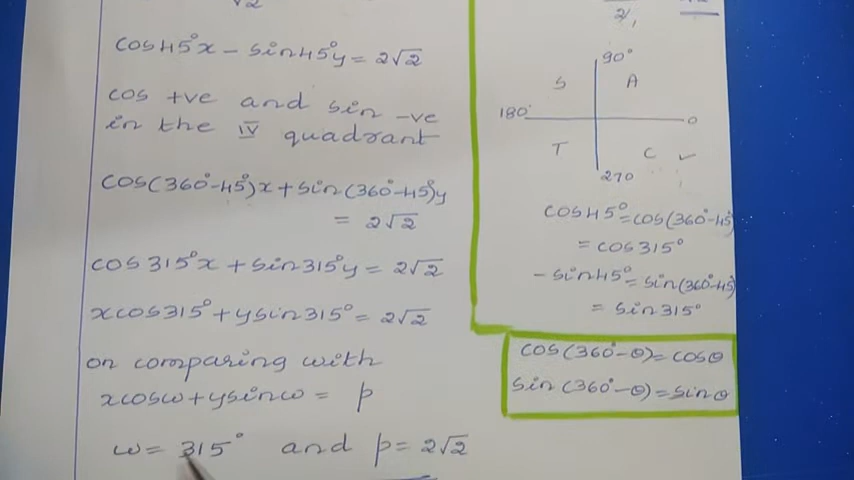 √2
cos45°x - sin45°y = 2√2
cos +ve and sin -ve
in the IV quadrant
cos(360°-45°)x + sin(360°-45°)y
= 2√2
cos315°x + sin315°y = 2√2
xcos315° + ysin315° = 2√2
on comparing with
xcosω + ysinω = p
ω = 315° and p = 2√2
2/1
90°
S A
180° 0
T C ✓
270
cos45° = cos(360°-45°)
= cos315°
-sin45° = sin(360°-45°)
= sin315°
cos(360°-θ) = cosθ
sin(360°-θ) = sinθ